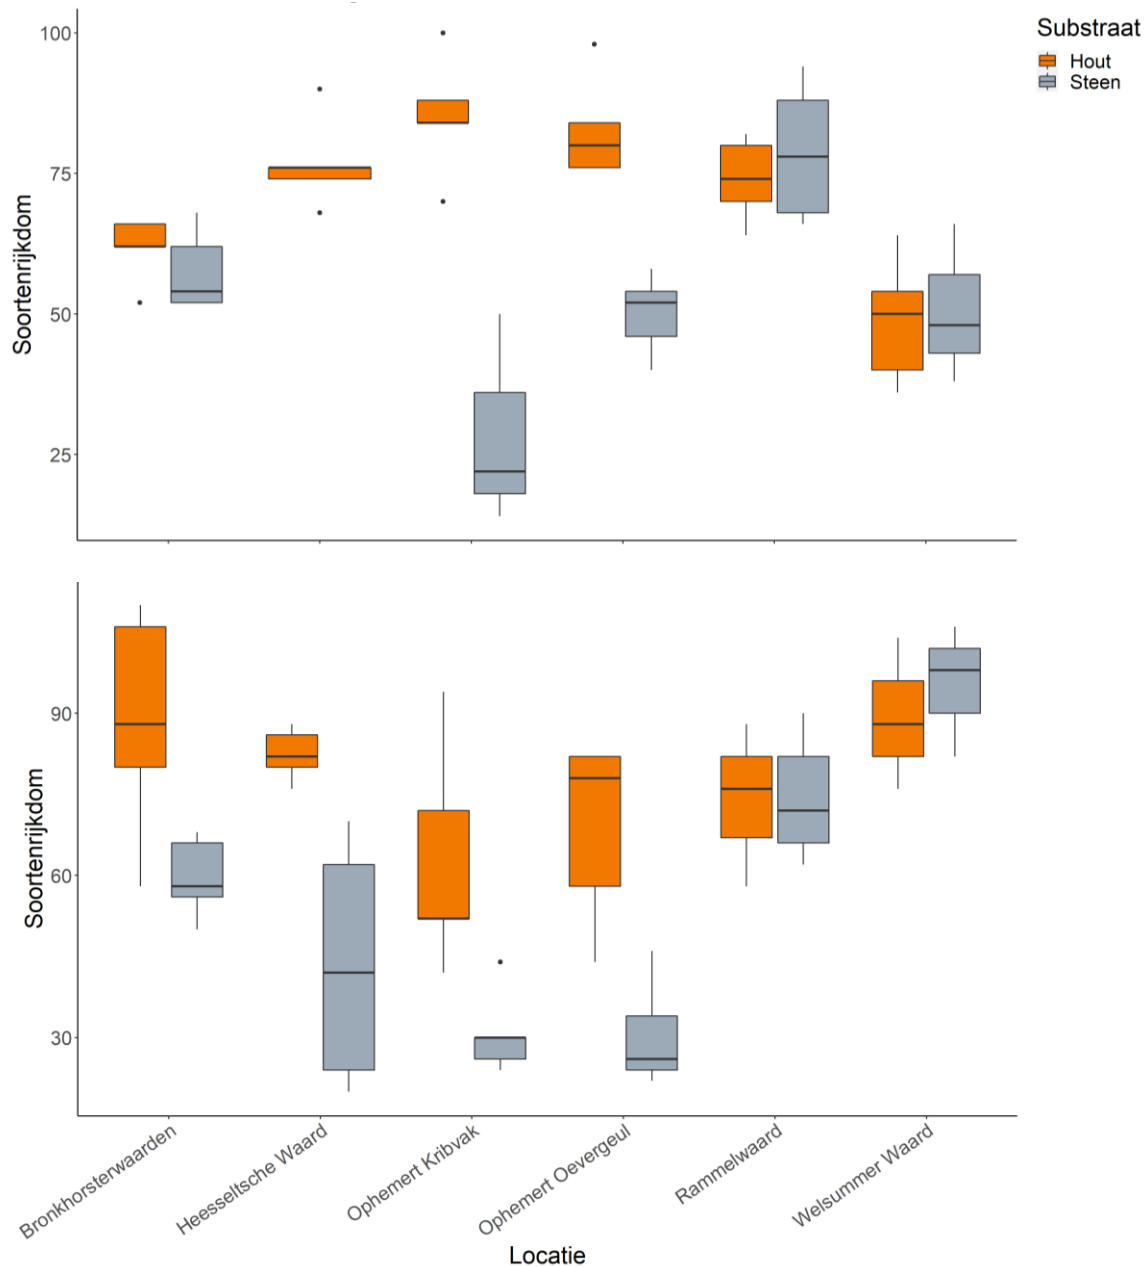 Substraat
Hout
Steen
Soortenrijkdom
100
75
50
25
Soortenrijkdom
90
60
30
Bronkhorsterwaarden
Heesseltsche Waard
Ophemert Kribvak
Ophemert Oevergeul
Rammelwaard
Welsummer Waard
Locatie